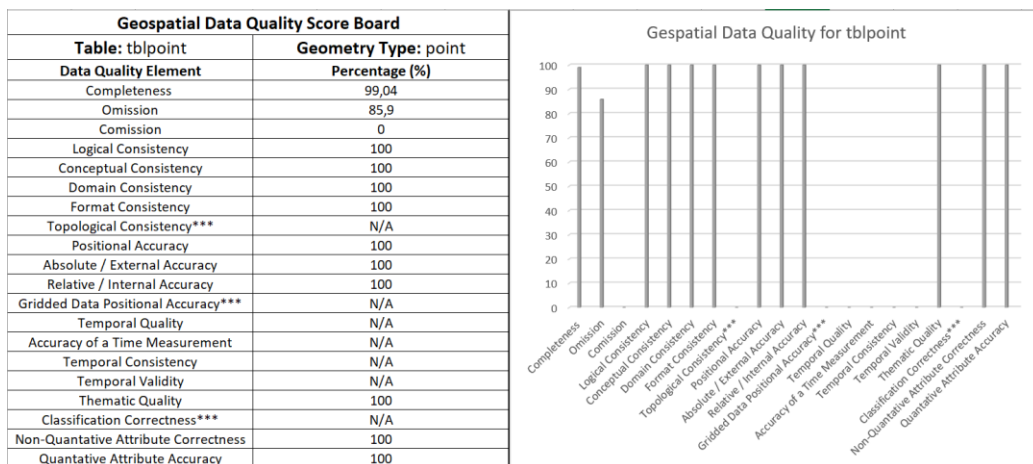 Geospatial Data Quality Score Board
Table: tblpoint Geometry Type: point
Data Quality Element Percentage (%)
Completeness 99,04
Omission 85,9
Comission 0
Logical Consistency 100
Conceptual Consistency 100
Domain Consistency 100
Format Consistency 100
Topological Consistency*** N/A
Positional Accuracy 100
Absolute / External Accuracy 100
Relative / Internal Accuracy 100
Gridded Data Positional Accuracy*** N/A
Temporal Quality N/A
Accuracy of a Time Measurement N/A
Temporal Consistency N/A
Temporal Validity N/A
Thematic Quality 100
Classification Correctness*** N/A
Non-Quantative Attribute Correctness 100
Quantative Attribute Accuracy 100
Gespatial Data Quality for tblpoint
100
90
80
70
60
50
40
30
20
10
0
Completeness
Omission
Comission
Logical Consistency
Conceptual Consistency
Domain Consistency
Format Consistency
Topological Consistency***
Positional Accuracy
Absolute / External Accuracy
Relative / Internal Accuracy
Gridded Data Positional Accuracy***
Temporal Quality
Accuracy of a Time Measurement
Temporal Consistency
Temporal Validity
Thematic Quality
Classification Correctness***
Non-Quantative Attribute Correctness
Quantative Attribute Accuracy